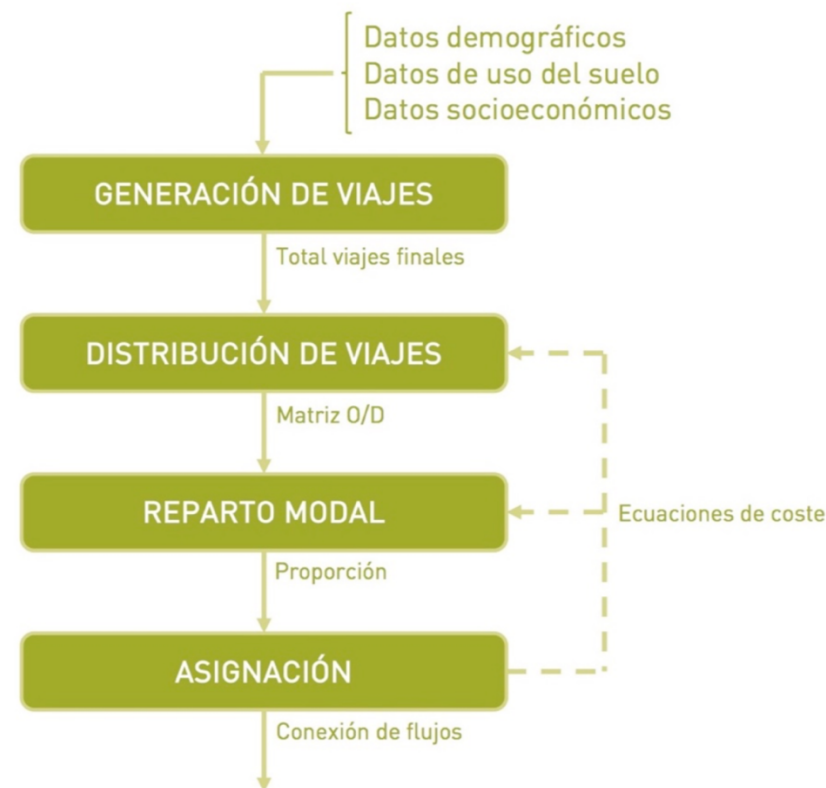 Datos demográficos
Datos de uso del suelo
Datos socioeconómicos
GENERACIÓN DE VIAJES
Total viajes finales
DISTRIBUCIÓN DE VIAJES
Matriz O/D
REPARTO MODAL
Ecuaciones de coste
Proporción
ASIGNACIÓN
Conexión de flujos